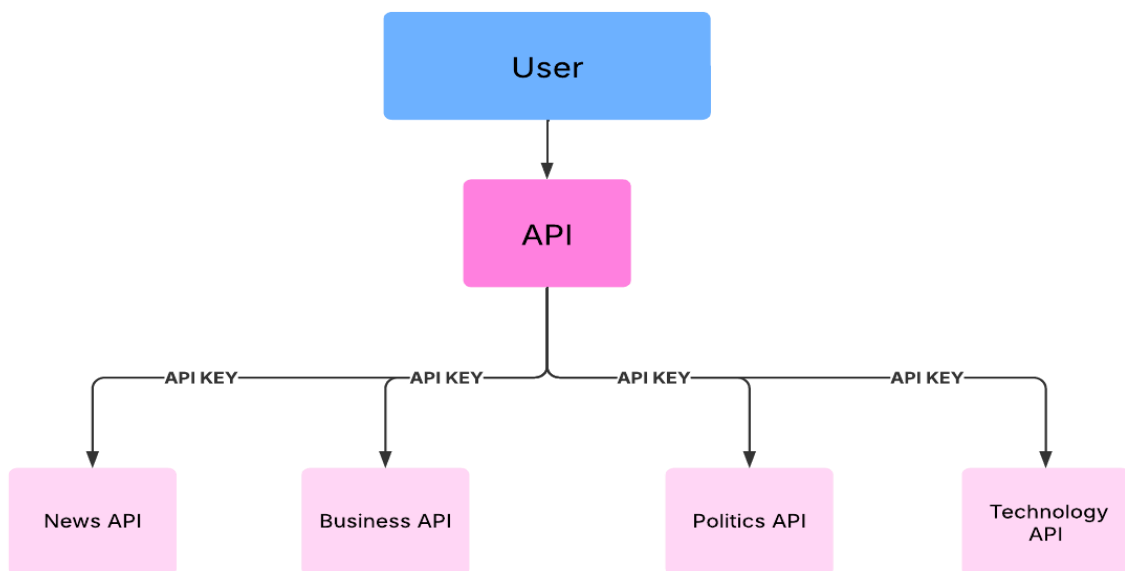 User
API
API KEY
API KEY
API KEY
API KEY
News API
Business API
Politics API
Technology
API